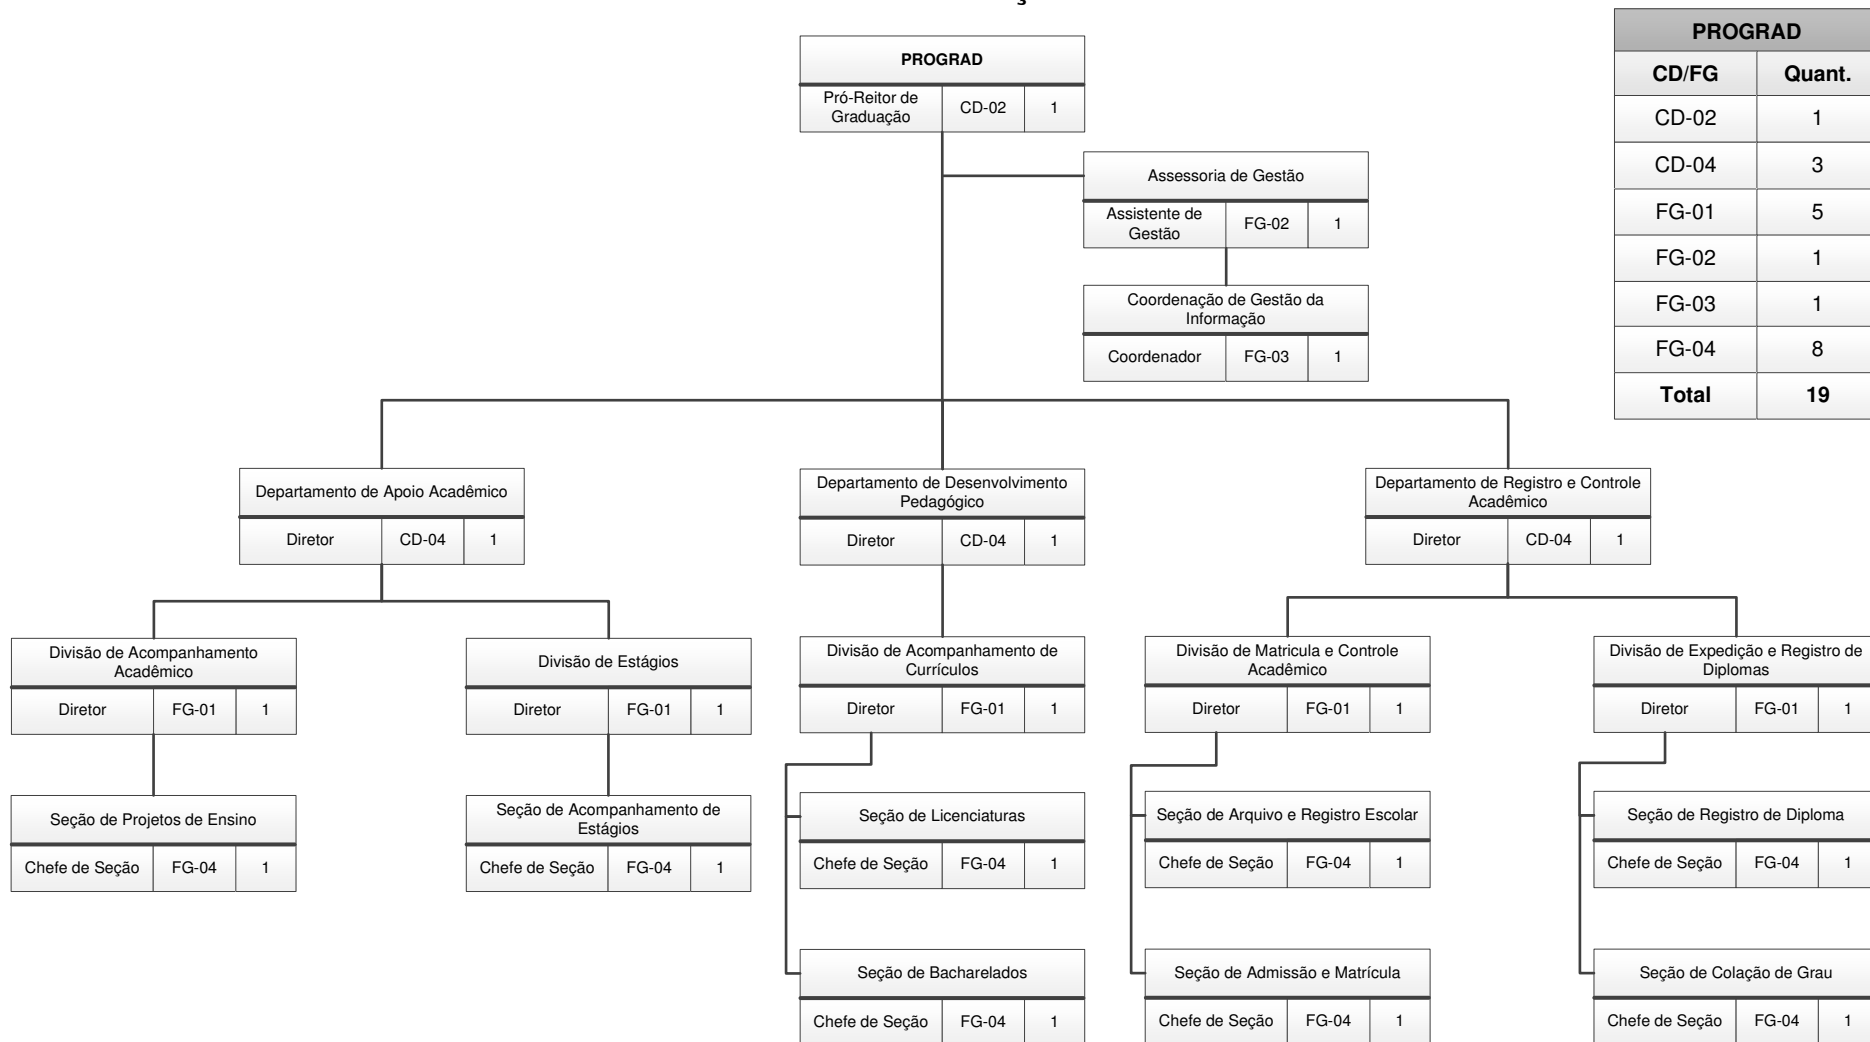 PROGRAD
Pró-Reitor de
Graduação
CD-02
1
Assessoria de Gestão
Assistente de
Gestão
FG-02
1
Coordenação de Gestão da
Informação
Coordenador
FG-03
1
PROGRAD
CD/FG
Quant.
CD-02
1
CD-04
3
FG-01
5
FG-02
1
FG-03
1
FG-04
8
Total
19
Departamento de Apoio Acadêmico
Diretor
CD-04
1
Departamento de Desenvolvimento
Pedagógico
Diretor
CD-04
1
Departamento de Registro e Controle
Acadêmico
Diretor
CD-04
1
Divisão de Acompanhamento
Acadêmico
Diretor
FG-01
1
Divisão de Estágios
Diretor
FG-01
1
Divisão de Acompanhamento de
Currículos
Diretor
FG-01
1
Divisão de Matricula e Controle
Acadêmico
Diretor
FG-01
1
Divisão de Expedição e Registro de
Diplomas
Diretor
FG-01
1
Seção de Projetos de Ensino
Chefe de Seção
FG-04
1
Seção de Acompanhamento de
Estágios
Chefe de Seção
FG-04
1
Seção de Licenciaturas
Chefe de Seção
FG-04
1
Seção de Arquivo e Registro Escolar
Chefe de Seção
FG-04
1
Seção de Registro de Diploma
Chefe de Seção
FG-04
1
Seção de Bacharelados
Chefe de Seção
FG-04
1
Seção de Admissão e Matrícula
Chefe de Seção
FG-04
1
Seção de Colação de Grau
Chefe de Seção
FG-04
1